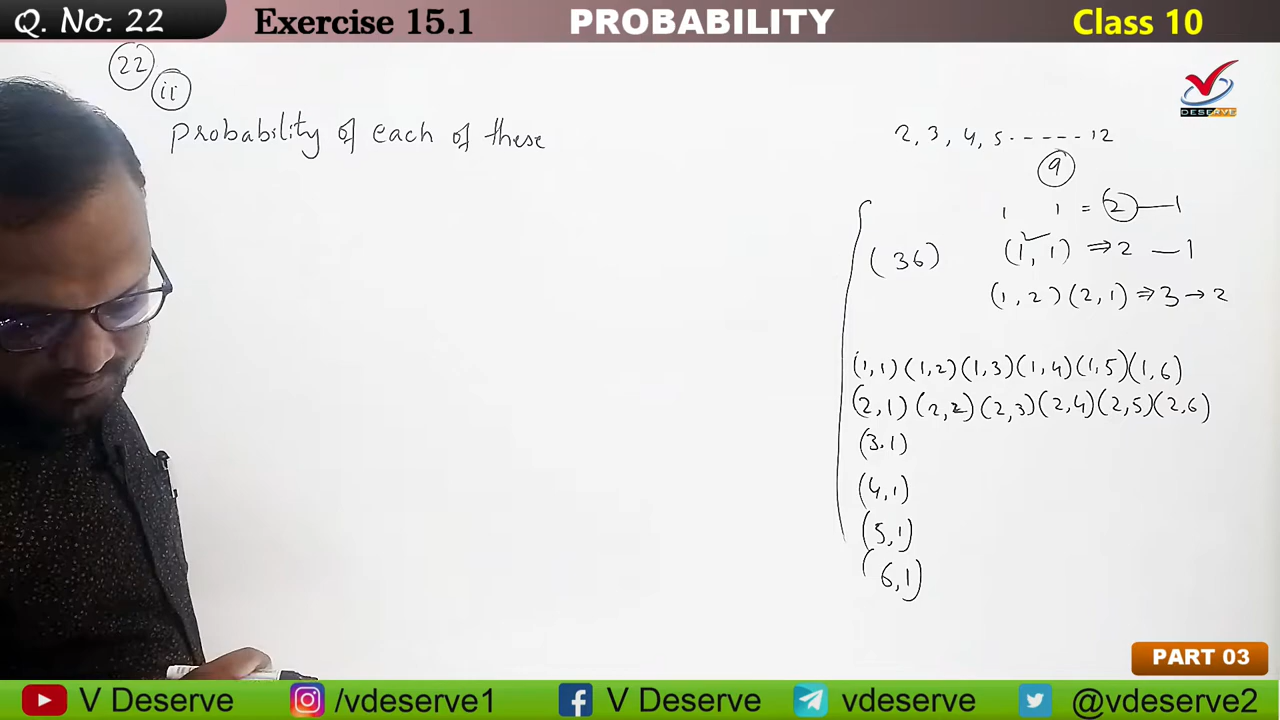 Q. No. 22 Exercise 15.1 PROBABILITY Class 10
22
ii
Probability of each of these
DESERVE
2, 3, 4, 5 ----- 12
9
1 1 = 2 — 1
(36)
(1, 1) ⇒ 2 — 1
(1, 2) (2, 1) ⇒ 3 → 2
(1,1) (1,2) (1,3) (1,4) (1,5) (1,6)
(2,1) (2,2) (2,3) (2,4) (2,5) (2,6)
(3,1)
(4,1)
(5,1)
(6,1)
PART 03
V Deserve /vdeserve1 V Deserve vdeserve @vdeserve2